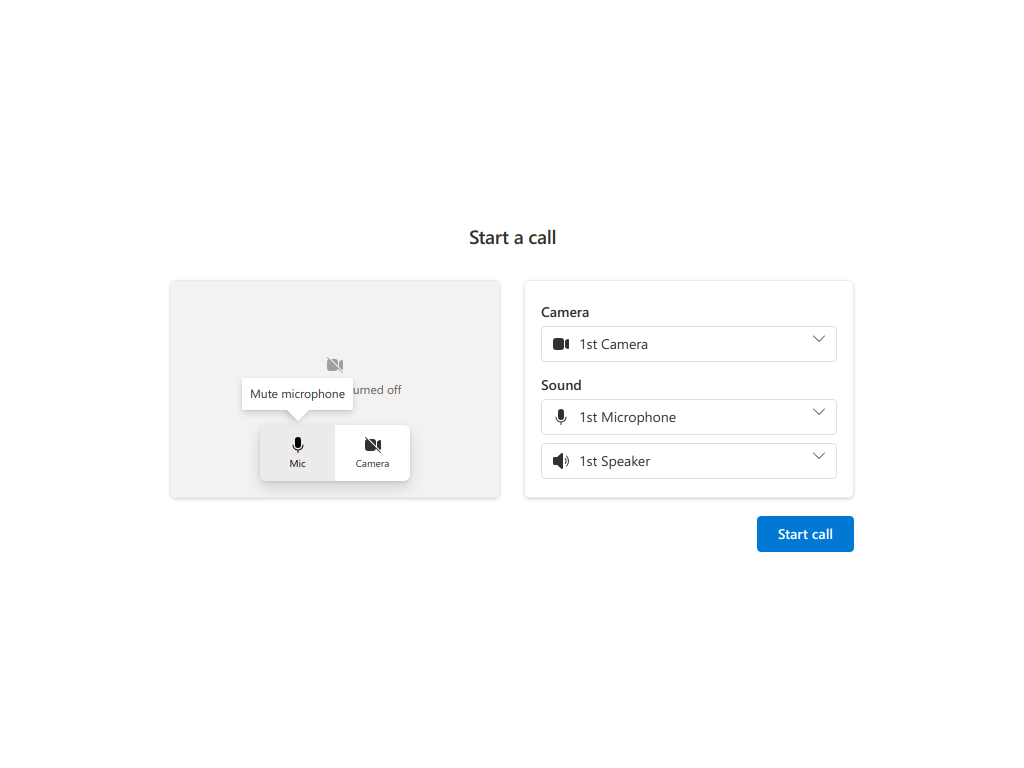 Start a call
Mute microphone
urned off
Mic
Camera
Camera
1st Camera
Sound
1st Microphone
1st Speaker
Start call